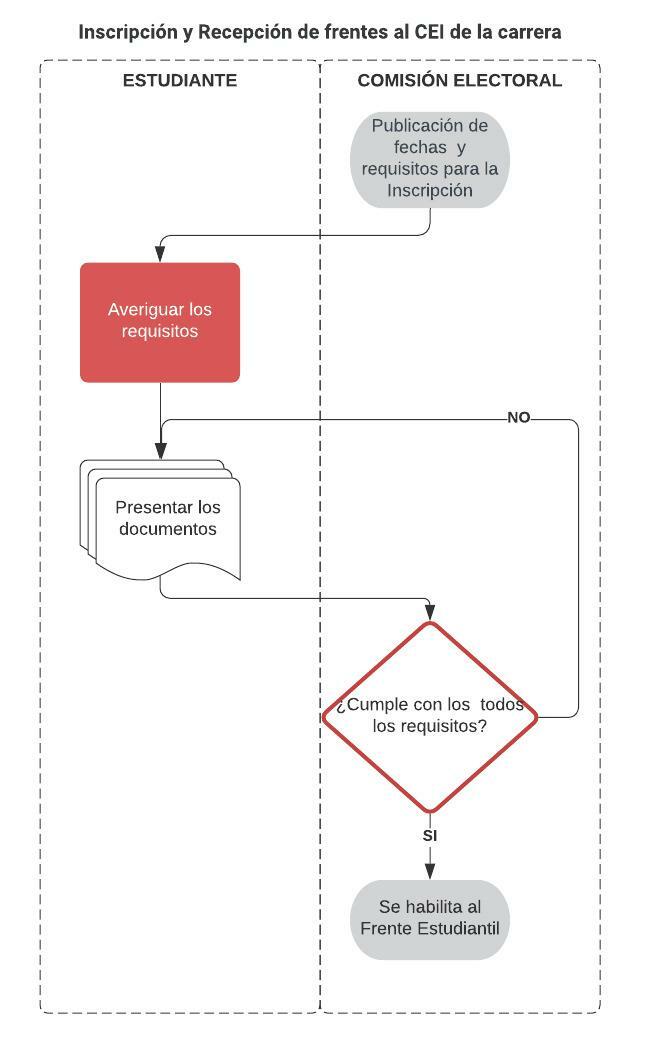 Inscripción y Recepción de frentes al CEI de la carrera
ESTUDIANTE
COMISIÓN ELECTORAL
Publicación de
fechas y
requisitos para la
Inscripción
Averiguar los
requisitos
NO
Presentar los
documentos
¿Cumple con los todos
los requisitos?
SI
Se habilita al
Frente Estudiantil